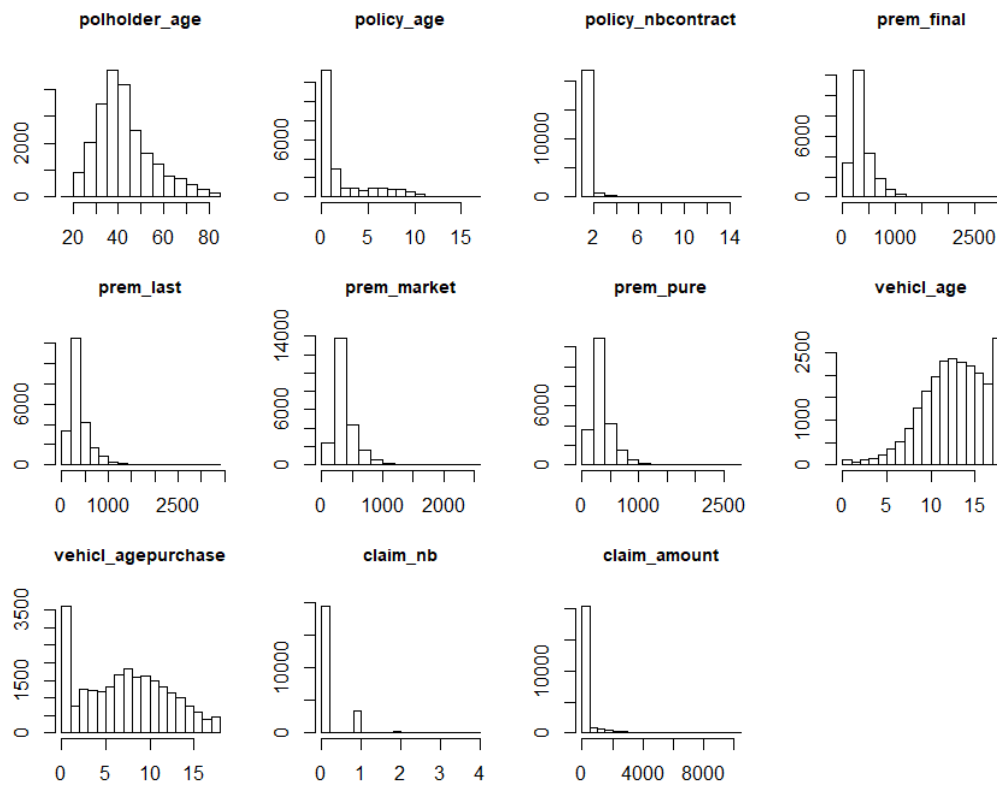 polholder_age policy_age policy_nbcontract prem_final
0 2000
20 40 60 80
0 6000
0 5 10 15
0 10000
2 6 10 14
0 6000
0 1000 2500
prem_last prem_market prem_pure vehicl_age
0 6000
0 1000 2500
0 6000 14000
0 1000 2000
0 6000
0 1000 2500
0 1000 2500
0 5 10 15
vehicl_agepurchase claim_nb claim_amount
0 1500 3500
0 5 10 15
0 10000
0 1 2 3 4
0 10000
0 4000 8000